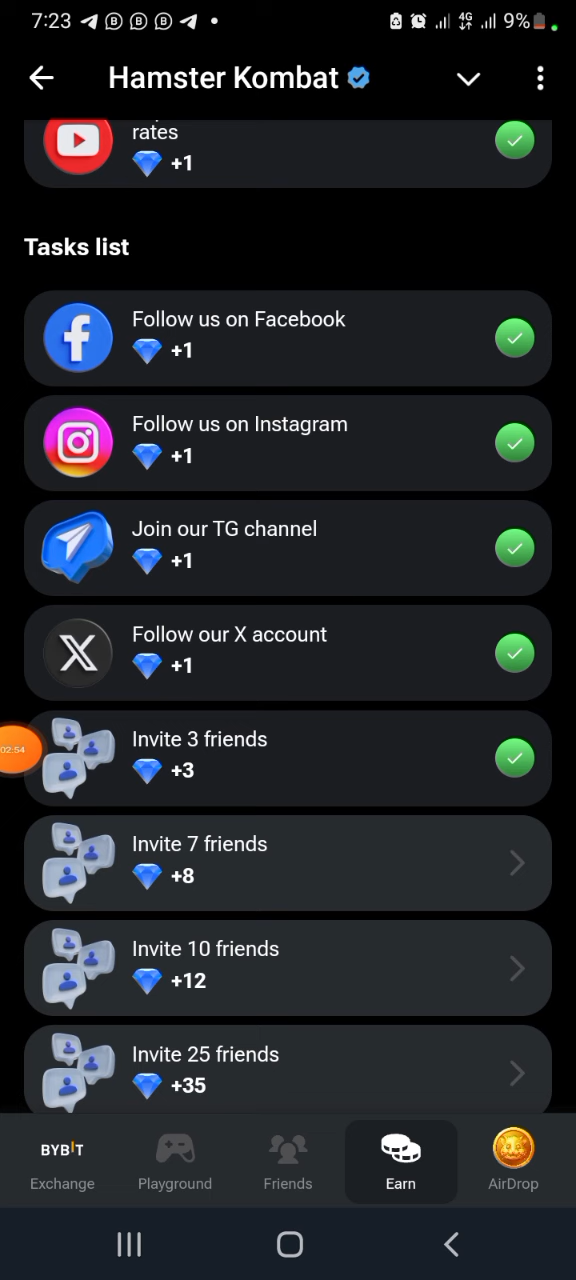 7:23
4G
9%
Hamster Kombat
rates
+1
Tasks list
Follow us on Facebook
+1
Follow us on Instagram
+1
Join our TG channel
+1
Follow our X account
+1
02:54
Invite 3 friends
+3
Invite 7 friends
+8
Invite 10 friends
+12
Invite 25 friends
+35
BYBIT
Exchange
Playground
Friends
Earn
AirDrop